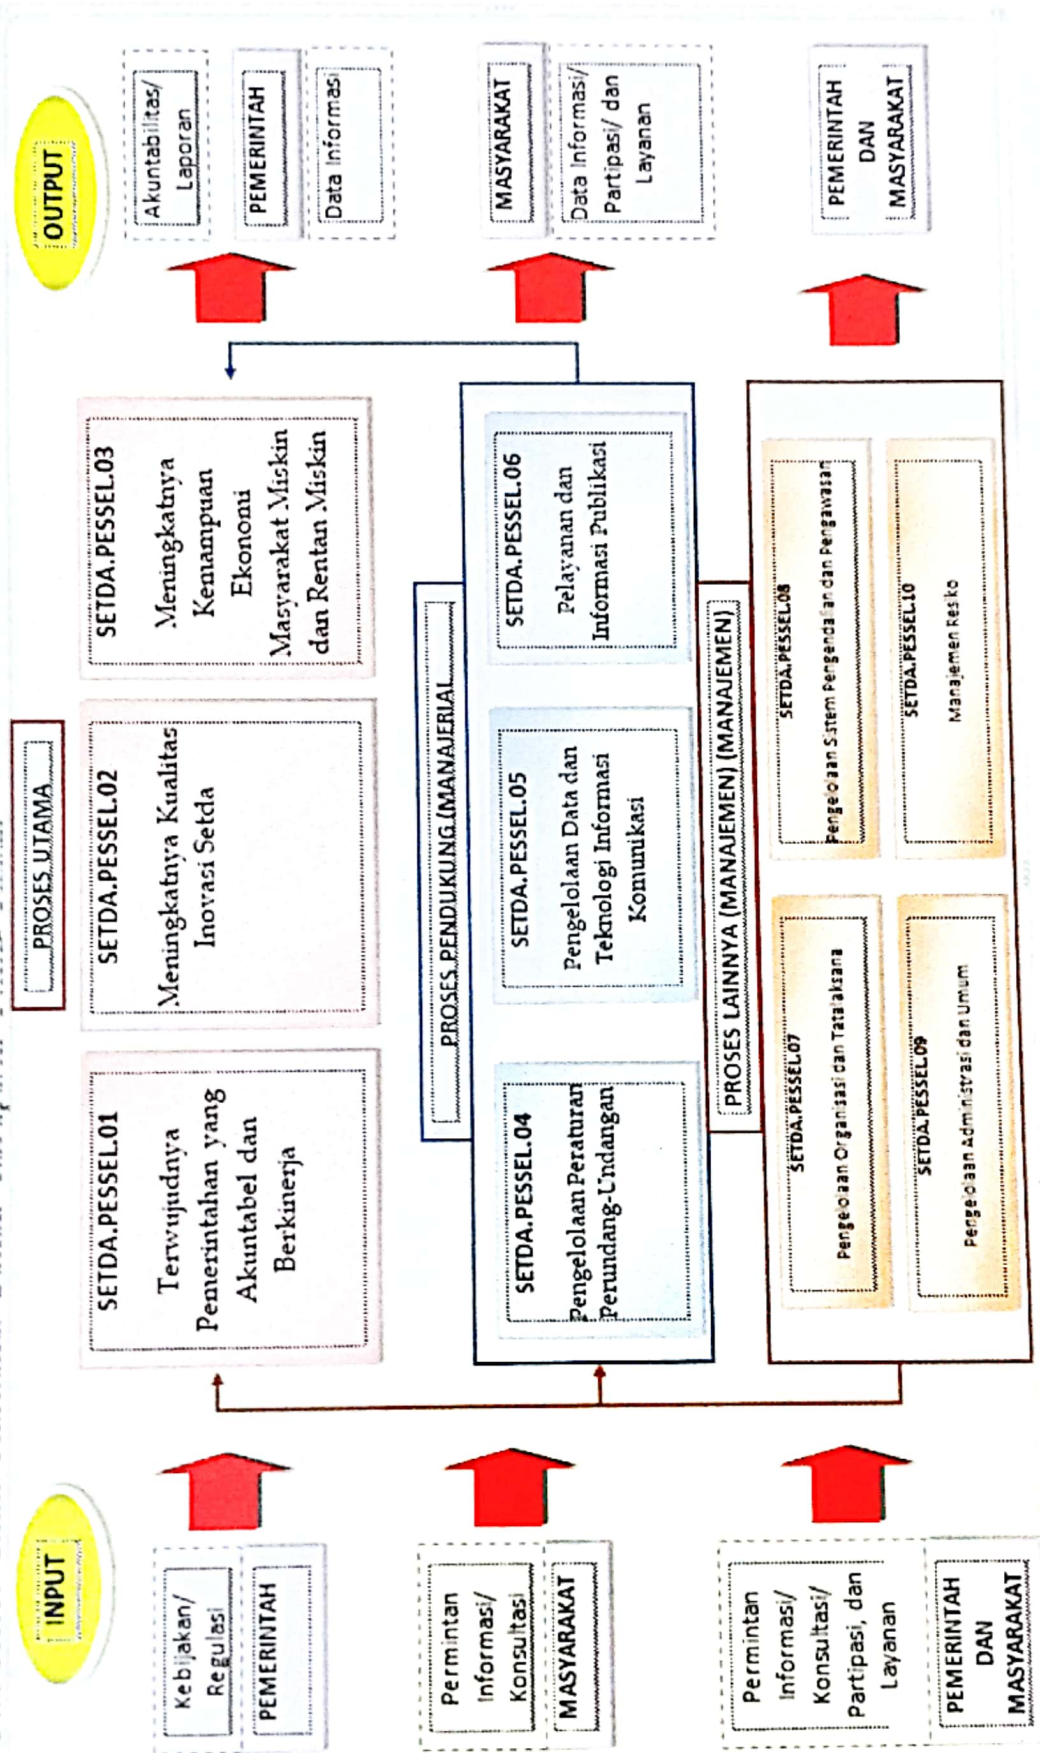 PROSES UTAMA
INPUT
OUTPUT
Kebijakan/
Regulasi
PEMERINTAH
SETDA.PESSEL.01
Terwujudnya
Pemerintahan yang
Akuntabel dan
Berkinerja
SETDA.PESSEL.02
Meningkatnya Kualitas
Inovasi Setda
SETDA.PESSEL.03
Meningkatnya
Kemampuan
Ekonomi
Masyarakat Miskin
dan Rentan Miskin
Akuntabilitas/
Laporan
PEMERINTAH
Data Informasi
PROSES PENDUKUNG (MANAJERIAL
Permintan
Informasi/
Konsultasi
MASYARAKAT
SETDA.PESSEL.04
Pengelolaan Peraturan
Perundang-Undangan
SETDA.PESSEL.05
Pengelolaan Data dan
Teknologi Informasi
Komunikasi
SETDA.PESSEL.06
Pelayanan dan
Informasi Publikasi
MASYARAKAT
Data Informasi/
Partipasi/ dan
Layanan
PROSES LAINNYA (MANAJEMEN) (MANAJEMEN)
Permintan
Informasi/
Konsultasi/
Partipasi, dan
Layanan
PEMERINTAH
DAN
MASYARAKAT
SETDA.PESSEL.07
Pengelolaan Organisasi dan Tatalaksana
SETDA.PESSEL.08
Pengelolaan Sistem Pengendalian dan Pengawasan
SETDA.PESSEL.09
Pengelolaan Administrasi dan Umum
SETDA.PESSEL.10
Manajemen Resiko
PEMERINTAH
DAN
MASYARAKAT